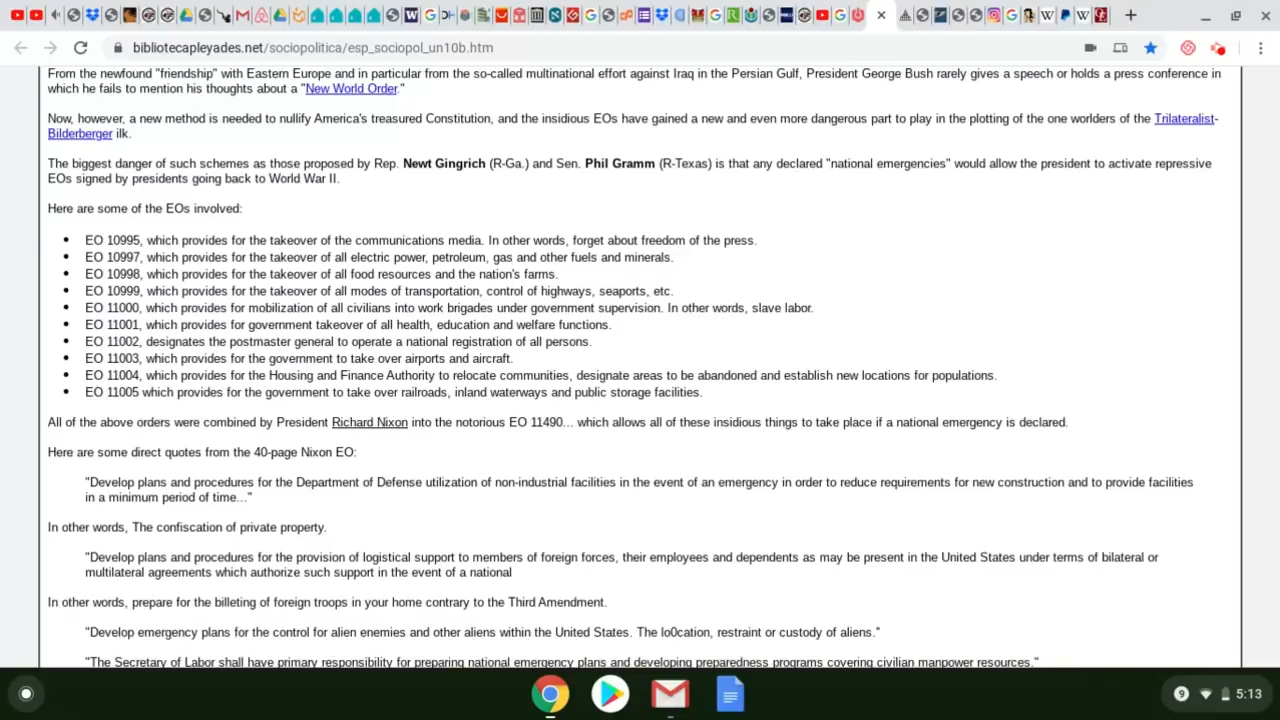 bibliotecapleyades.net/sociopolitica/esp_sociopol_un10b.htm
From the newfound "friendship" with Eastern Europe and in particular from the so-called multinational effort against Iraq in the Persian Gulf, President George Bush rarely gives a speech or holds a press conference in
which he fails to mention his thoughts about a "New World Order."
Now, however, a new method is needed to nullify America's treasured Constitution, and the insidious EOs have gained a new and even more dangerous part to play in the plotting of the one worlders of the Trilateralist-
Bilderberger ilk.
The biggest danger of such schemes as those proposed by Rep. Newt Gingrich (R-Ga.) and Sen. Phil Gramm (R-Texas) is that any declared "national emergencies" would allow the president to activate repressive
EOs signed by presidents going back to World War II.
Here are some of the EOs involved:
• EO 10995, which provides for the takeover of the communications media. In other words, forget about freedom of the press.
• EO 10997, which provides for the takeover of all electric power, petroleum, gas and other fuels and minerals.
• EO 10998, which provides for the takeover of all food resources and the nation's farms.
• EO 10999, which provides for the takeover of all modes of transportation, control of highways, seaports, etc.
• EO 11000, which provides for mobilization of all civilians into work brigades under government supervision. In other words, slave labor.
• EO 11001, which provides for government takeover of all health, education and welfare functions.
• EO 11002, designates the postmaster general to operate a national registration of all persons.
• EO 11003, which provides for the government to take over airports and aircraft.
• EO 11004, which provides for the Housing and Finance Authority to relocate communities, designate areas to be abandoned and establish new locations for populations.
• EO 11005 which provides for the government to take over railroads, inland waterways and public storage facilities.
All of the above orders were combined by President Richard Nixon into the notorious EO 11490... which allows all of these insidious things to take place if a national emergency is declared.
Here are some direct quotes from the 40-page Nixon EO:
"Develop plans and procedures for the Department of Defense utilization of non-industrial facilities in the event of an emergency in order to reduce requirements for new construction and to provide facilities
in a minimum period of time..."
In other words, The confiscation of private property.
"Develop plans and procedures for the provision of logistical support to members of foreign forces, their employees and dependents as may be present in the United States under terms of bilateral or
multilateral agreements which authorize such support in the event of a national
In other words, prepare for the billeting of foreign troops in your home contrary to the Third Amendment.
"Develop emergency plans for the control for alien enemies and other aliens within the United States. The lo0cation, restraint or custody of aliens."
"The Secretary of Labor shall have primary responsibility for preparing national emergency plans and developing preparedness programs covering civilian manpower resources."
9 5:13